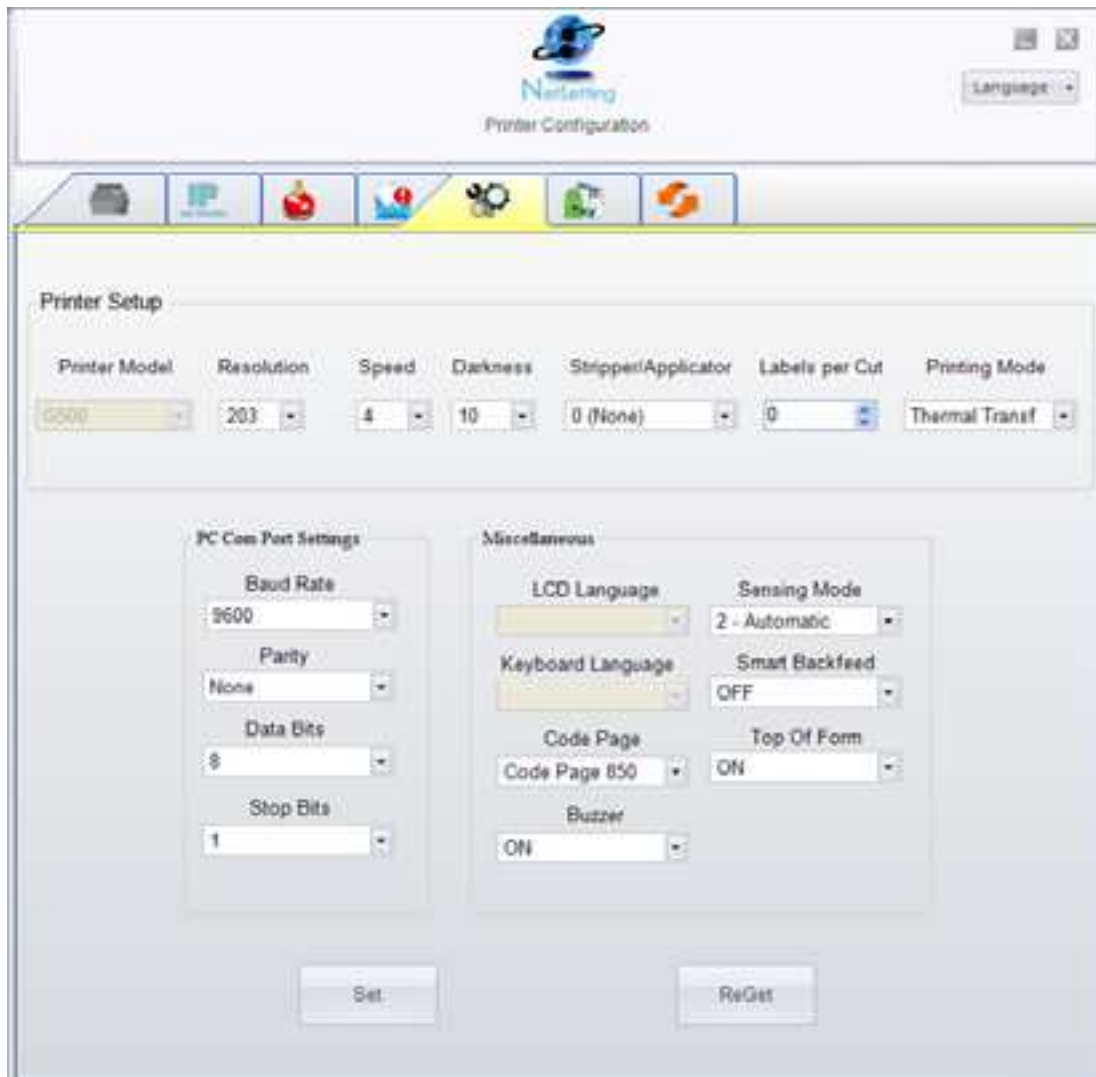 NetSetting
Printer Configuration
Language
IP
Printer Setup
Printer Model Resolution Speed Darkness Stripper/Applicator Labels per Cut Printing Mode
G500 203 4 10 0 (None) 0 Thermal Transf
PC Com Port Settings
Baud Rate
9600
Parity
None
Data Bits
8
Stop Bits
1
Miscellaneous
LCD Language Sensing Mode
2 - Automatic
Keyboard Language Smart Backfeed
OFF
Code Page Top Of Form
Code Page 850 ON
Buzzer
ON
Set ReGet